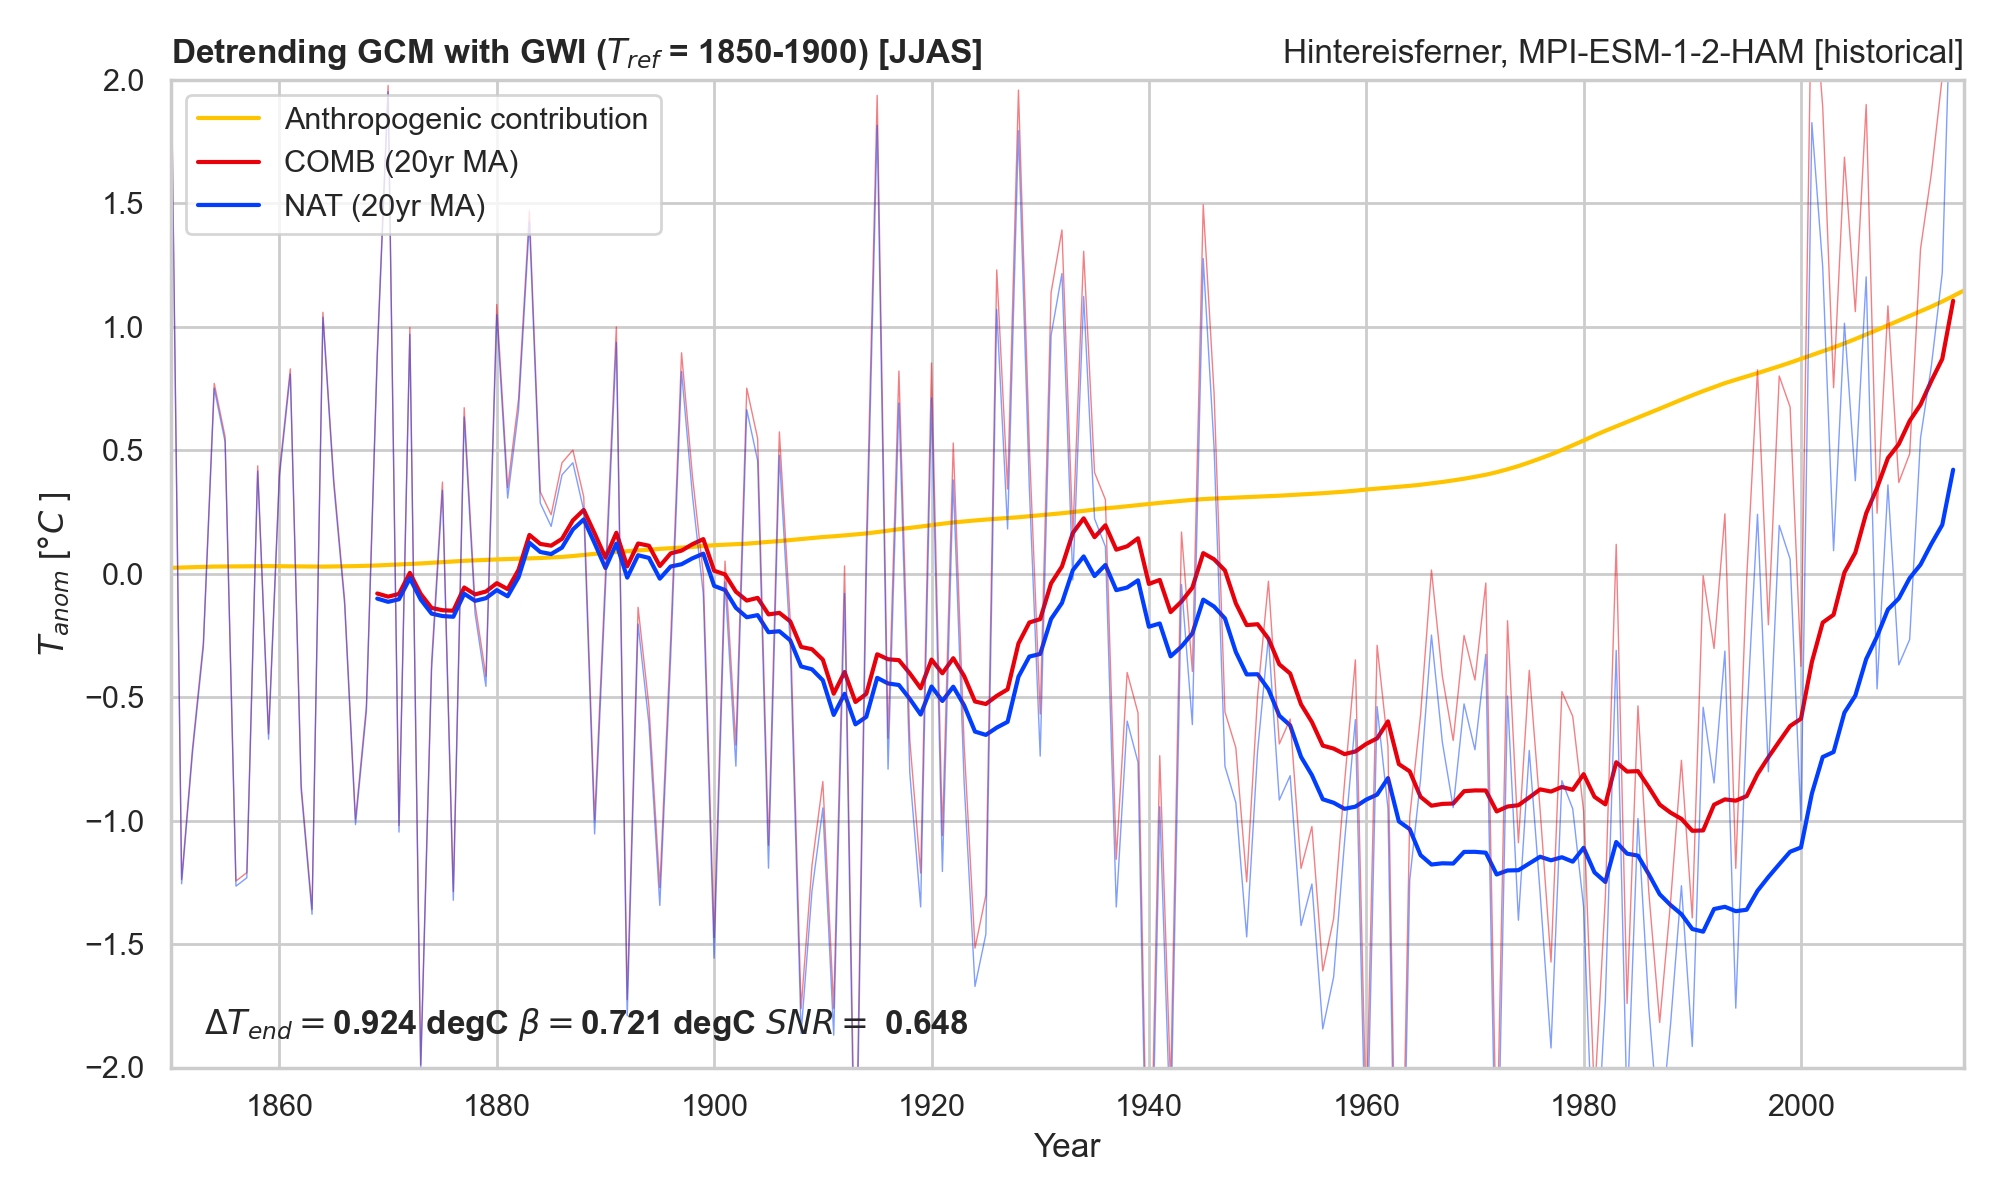 Detrending GCM with GWI (T_ref = 1850-1900) [JJAS]
Hintereisferner, MPI-ESM-1-2-HAM [historical]
Anthropogenic contribution
COMB (20yr MA)
NAT (20yr MA)
2.0
1.5
1.0
0.5
0.0
−0.5
−1.0
−1.5
−2.0
T_anom [°C]
ΔT_end = 0.924 degC β = 0.721 degC SNR = 0.648
1860 1880 1900 1920 1940 1960 1980 2000
Year